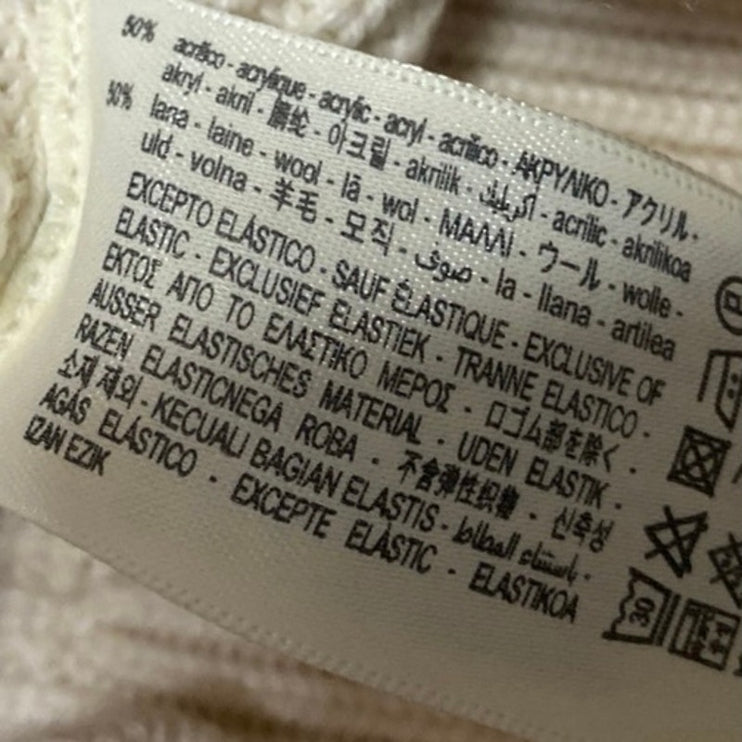 50% acrílico - acrylique - acrylic - acryl - acrilico - ΑΚΡΥΛΙΚΟ - アクリル -
akryl - akril - 腈纶 - 아크릴 - akrilik - أكريليك - acrílic - akrilikoa
50% lana - laine - wool - lã - wol - ΜΑΛΛΙ - ウール - wolle -
uld - volna - 羊毛 - 모직 - صوف - la - llana - artilea
EXCEPTO ELÁSTICO - SAUF ÉLASTIQUE - EXCLUSIVE OF
ELASTIC - EXCLUSIEF ELASTIEK - TRANNE ELASTICO -
ΕΚΤΟΣ ΑΠΟ ΤΟ ΕΛΑΣΤΙΚΟ ΜΕΡΟΣ - ロゴム部を除く -
AUSSER ELASTISCHES MATERIAL - UDEN ELASTIK -
RAZEN ELASTICNEGA ROBA - 不含弹性织物 - 신축성
소재 제외 - KECUALI BAGIAN ELASTIS - باستثناء المطاط -
AGÁS ELÁSTICO - EXCEPTE ELÀSTIC - ELASTIKOA
IZAN EZIK
30